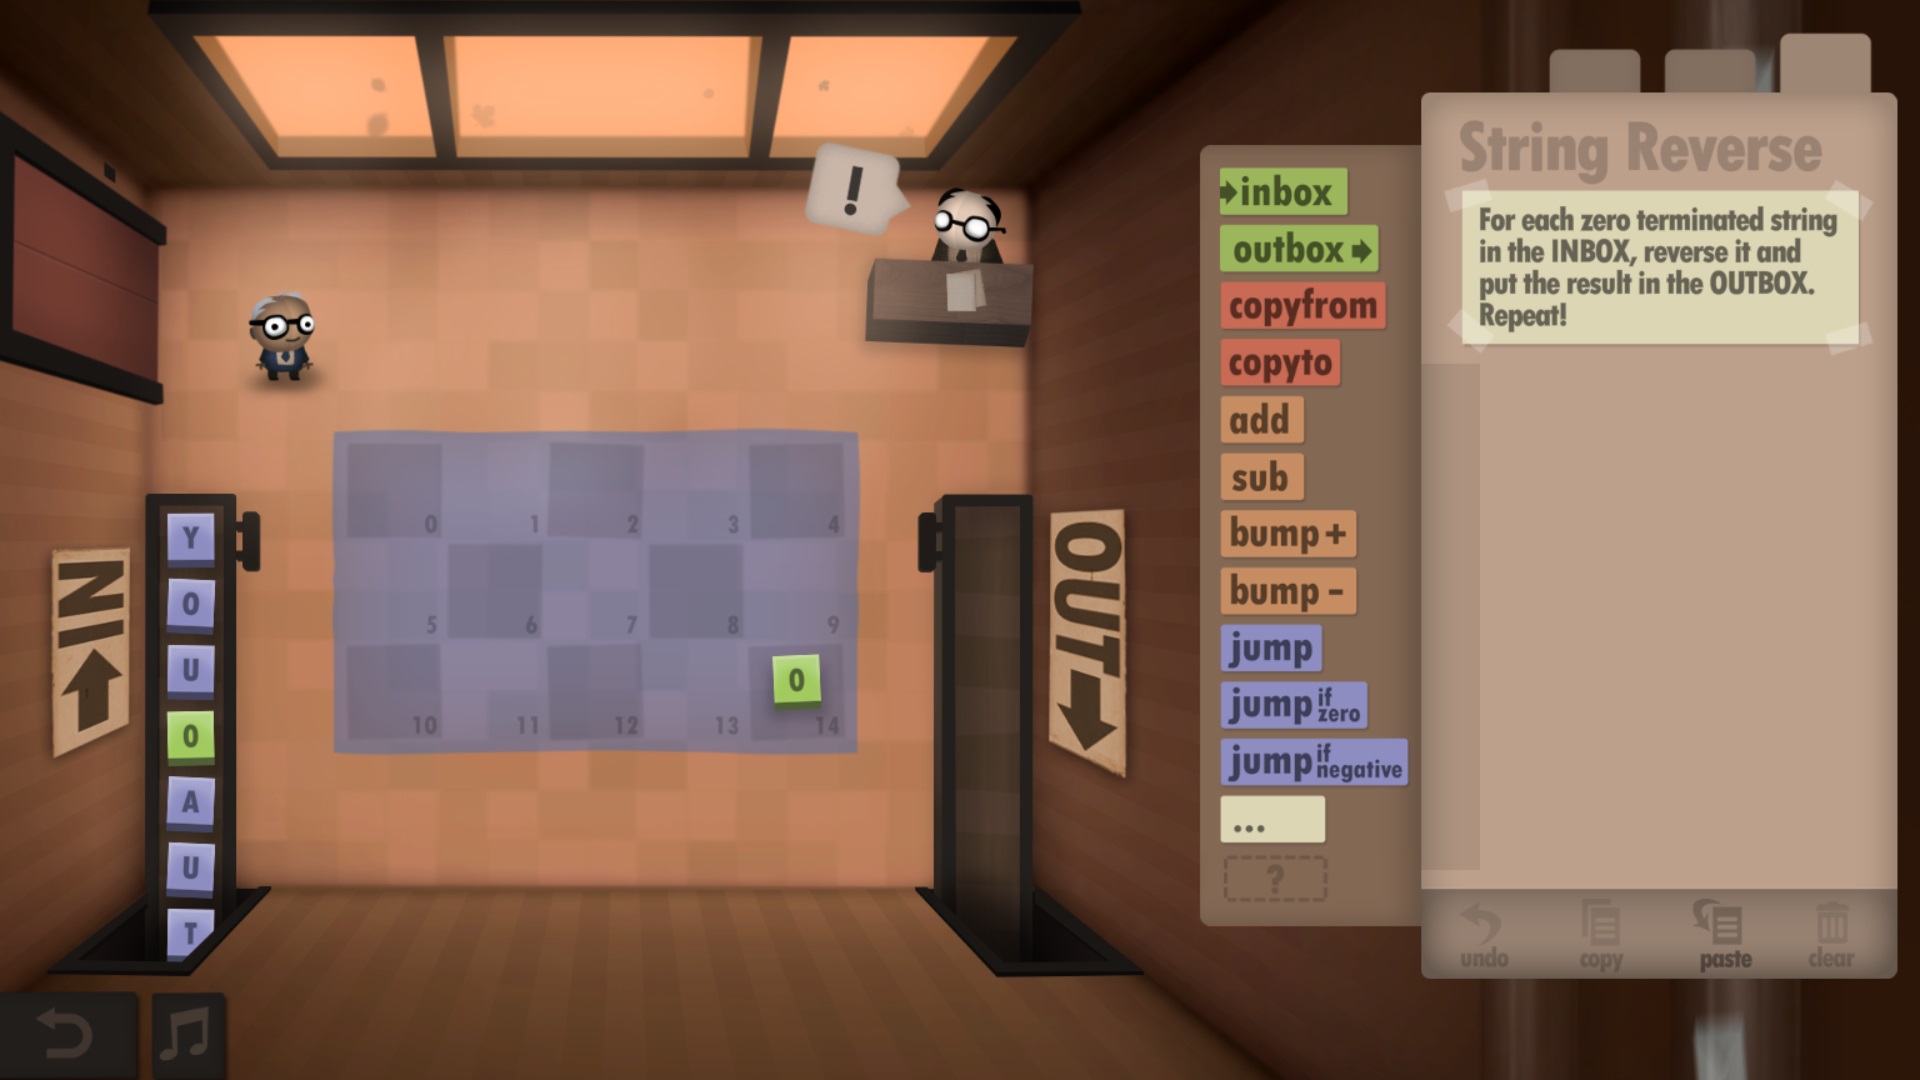 !
IN
Y
O
U
0
A
U
T
0
1
2
3
4
5
6
7
8
9
0
10
11
12
13
14
OUT
inbox
outbox
copyfrom
copyto
add
sub
bump +
bump -
jump
jump if zero
jump if negative
...
?
String Reverse
For each zero terminated string
in the INBOX, reverse it and
put the result in the OUTBOX.
Repeat!
undo
copy
paste
clear